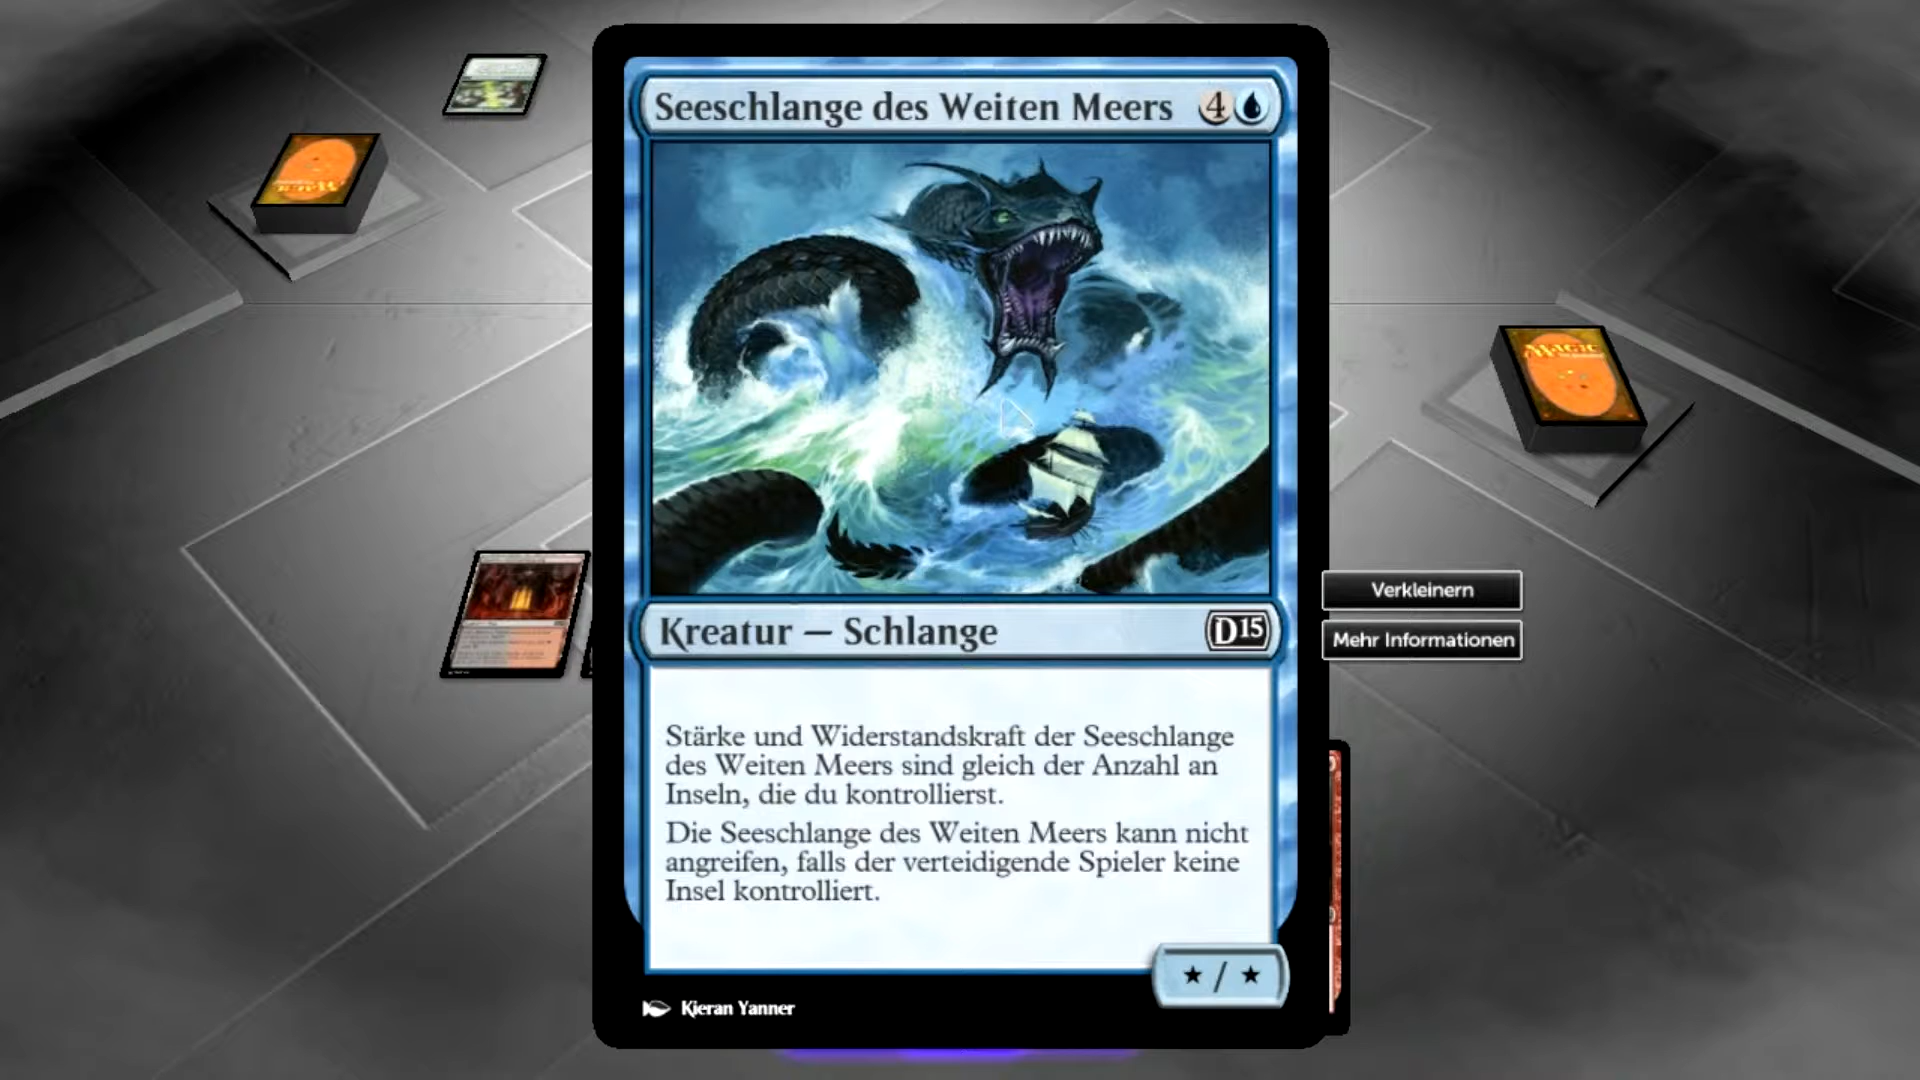 Seeschlange des Weiten Meers 4
Kreatur — Schlange
D15
Stärke und Widerstandskraft der Seeschlange
des Weiten Meers sind gleich der Anzahl an
Inseln, die du kontrollierst.
Die Seeschlange des Weiten Meers kann nicht
angreifen, falls der verteidigende Spieler keine
Insel kontrolliert.
★ / ★
Kieran Yanner
Verkleinern
Mehr Informationen
MAGIC